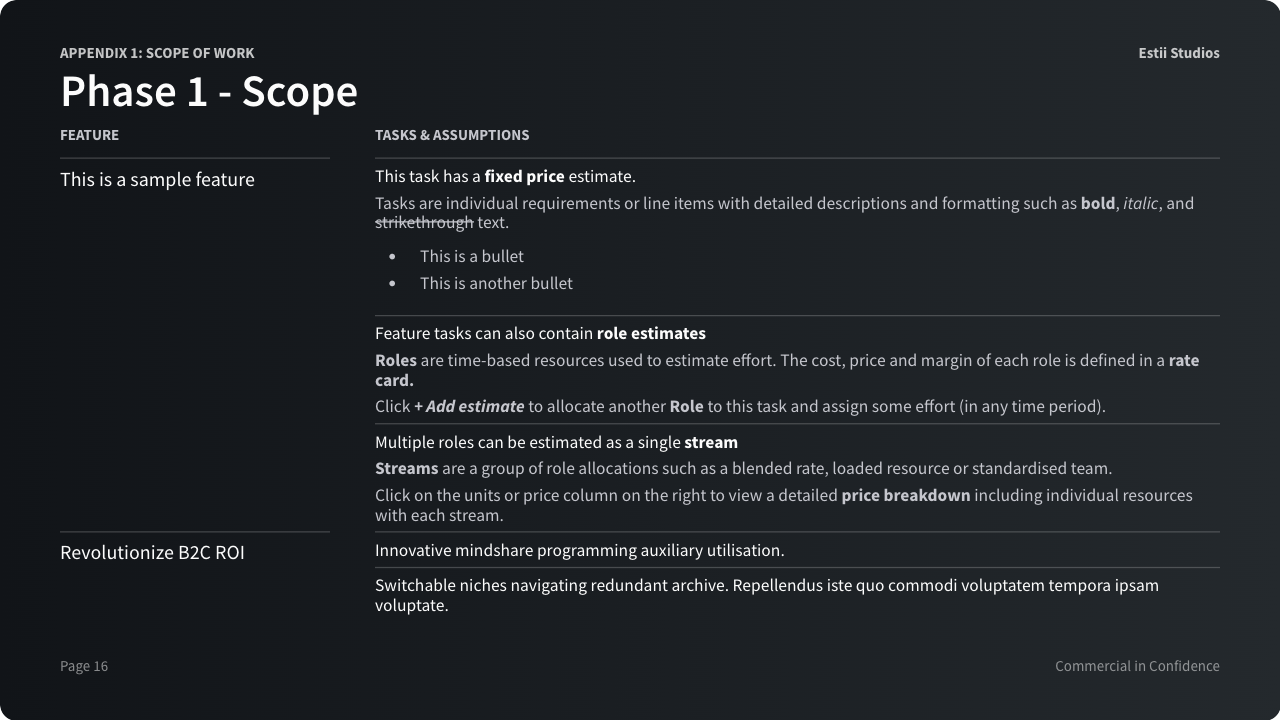 APPENDIX 1: SCOPE OF WORK
Estii Studios
Phase 1 - Scope
FEATURE
TASKS & ASSUMPTIONS
This is a sample feature
This task has a fixed price estimate.
Tasks are individual requirements or line items with detailed descriptions and formatting such as bold, italic, and
strikethrough text.
• This is a bullet
• This is another bullet
Feature tasks can also contain role estimates
Roles are time-based resources used to estimate effort. The cost, price and margin of each role is defined in a rate
card.
Click + Add estimate to allocate another Role to this task and assign some effort (in any time period).
Multiple roles can be estimated as a single stream
Streams are a group of role allocations such as a blended rate, loaded resource or standardised team.
Click on the units or price column on the right to view a detailed price breakdown including individual resources
with each stream.
Revolutionize B2C ROI
Innovative mindshare programming auxiliary utilisation.
Switchable niches navigating redundant archive. Repellendus iste quo commodi voluptatem tempora ipsam
voluptate.
Page 16
Commercial in Confidence